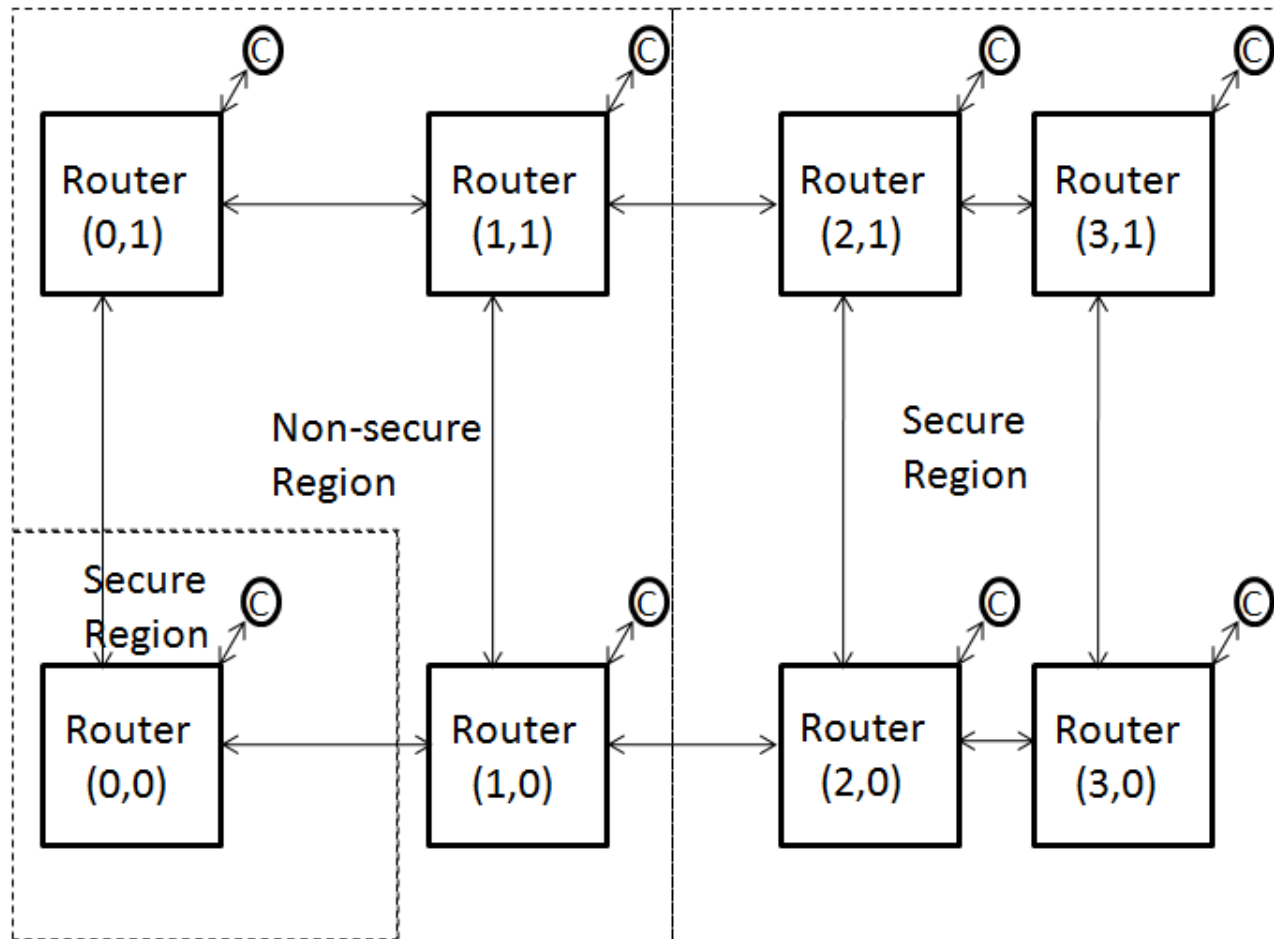 C
C
C
C
Router
(0,1)
Router
(1,1)
Router
(2,1)
Router
(3,1)
Non-secure
Region
Secure
Region
Secure
Region
C
C
C
C
Router
(0,0)
Router
(1,0)
Router
(2,0)
Router
(3,0)